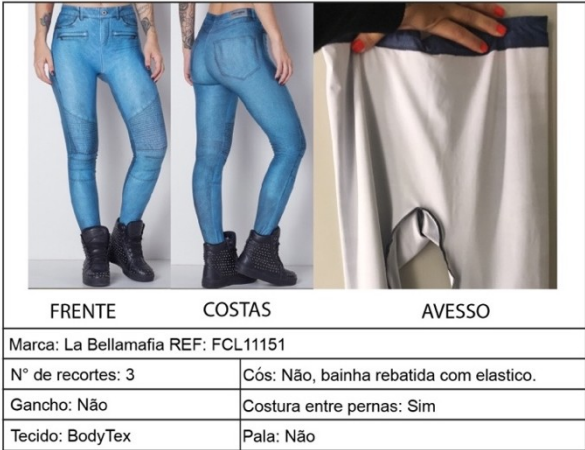 FRENTE COSTAS AVESSO
Marca: La Bellamafia REF: FCL11151
N° de recortes: 3 Cós: Não, bainha rebatida com elastico.
Gancho: Não Costura entre pernas: Sim
Tecido: BodyTex Pala: Não